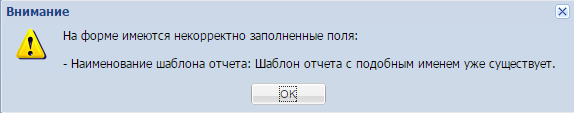 Внимание
На форме имеются некорректно заполненные поля:
- Наименование шаблона отчета: Шаблон отчета с подобным именем уже существует.
OK